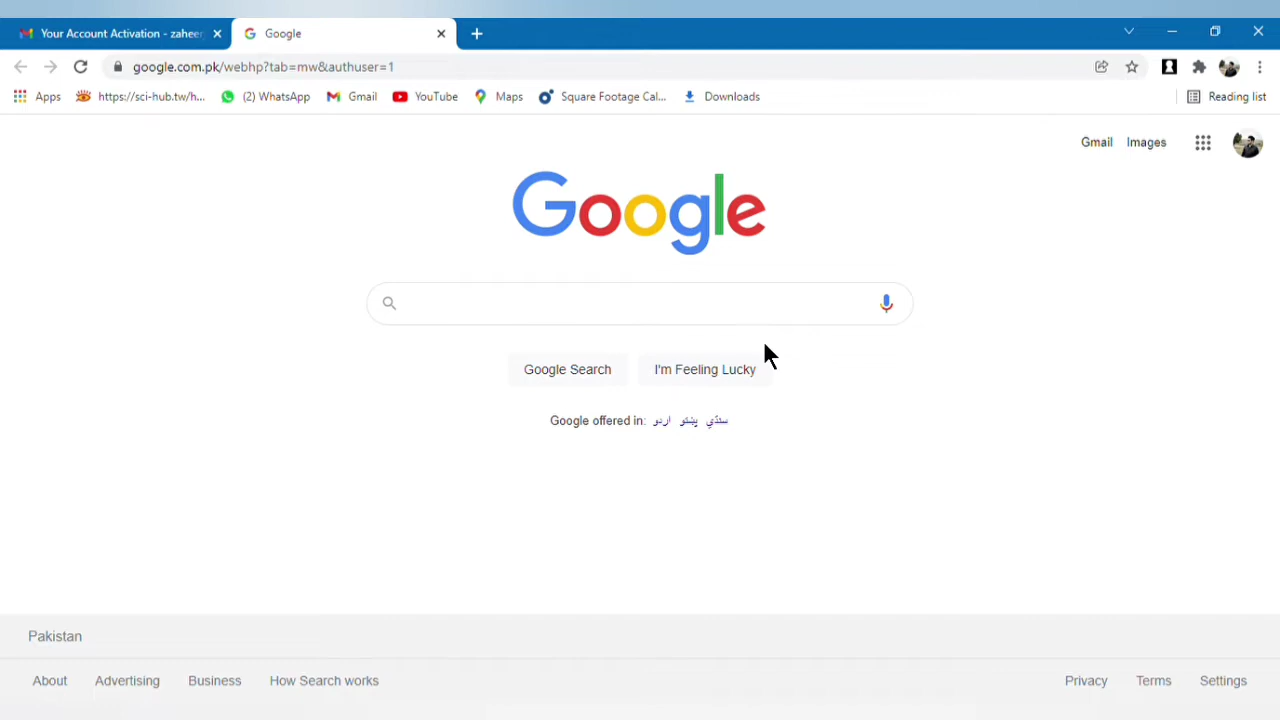 Your Account Activation - zaheer
Google
google.com.pk/webhp?tab=mw&authuser=1
Apps https://sci-hub.tw/h... (2) WhatsApp Gmail YouTube Maps Square Footage Cal... Downloads Reading list
Gmail Images
Google
Google Search I'm Feeling Lucky
Google offered in: اردو پښتو سنڌي
Pakistan
About Advertising Business How Search works Privacy Terms Settings